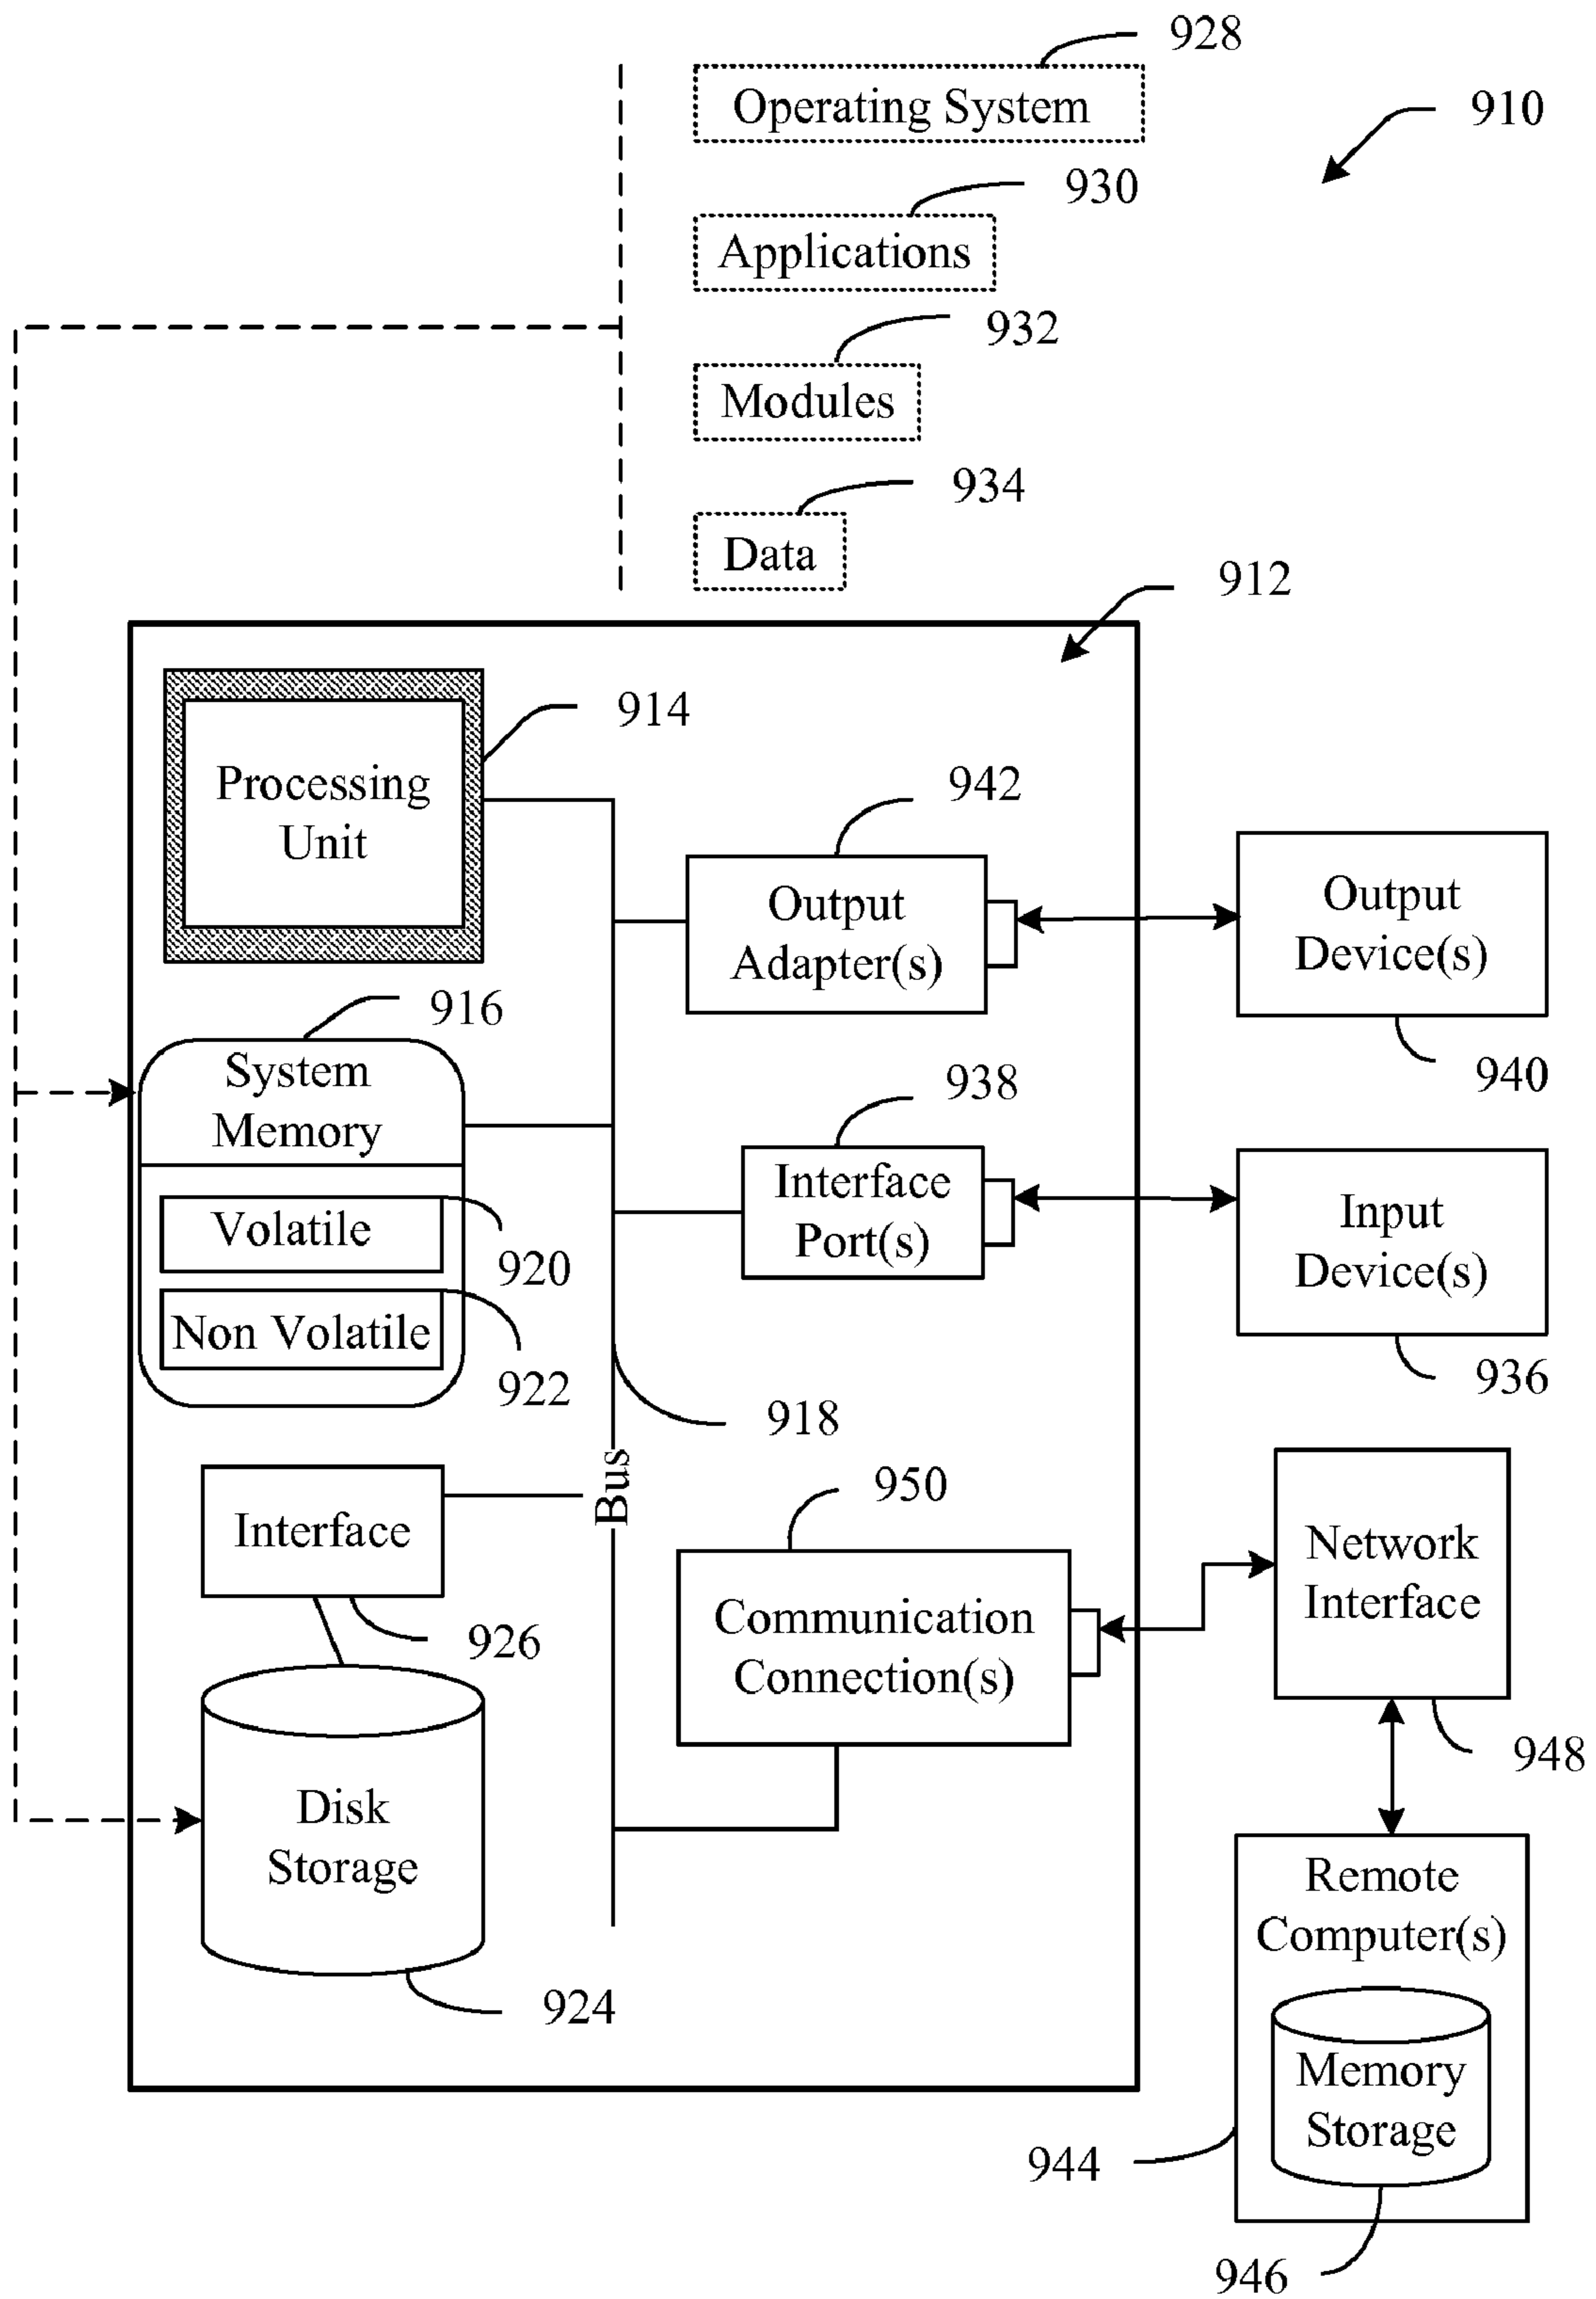 928
Operating System
910
930
Applications
932
Modules
934
Data
912
914
Processing
Unit
942
Output
Adapter(s)
Output
Device(s)
940
916
System
Memory
938
Interface
Port(s)
Input
Device(s)
936
Volatile
920
Non Volatile
922
918
Bus
950
Interface
926
Communication
Connection(s)
Network
Interface
948
Disk
Storage
924
Remote
Computer(s)
Memory
Storage
944
946